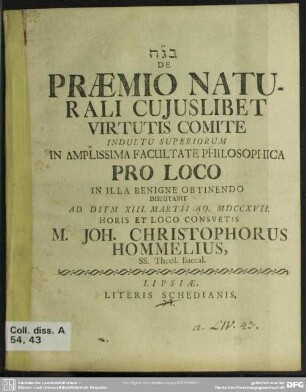 בנ"ה
DE
PRÆMIO NATU-
RALI CUJUSLIBET
VIRTUTIS COMITE
INDULTU SUPERIORUM
IN AMPLISSIMA FACULTATE PHILOSOPHICA
PRO LOCO
IN ILLA BENIGNE OBTINENDO
DISPUTABIT
AD DIEM XIII. MARTII AO. MDCCXVII.
HORIS ET LOCO CONSVETIS
M. JOH. CHRISTOPHORUS
HOMMELIUS,
SS. Theol. Baccal.
LIPSIÆ,
LITERIS SCHEDIANIS.
Coll. diss. A
54, 43